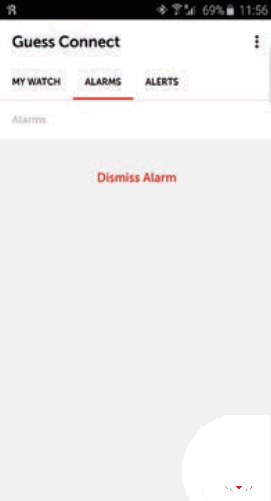 69% 11:56
Guess Connect
MY WATCH ALARMS ALERTS
Alarms
Dismiss Alarm